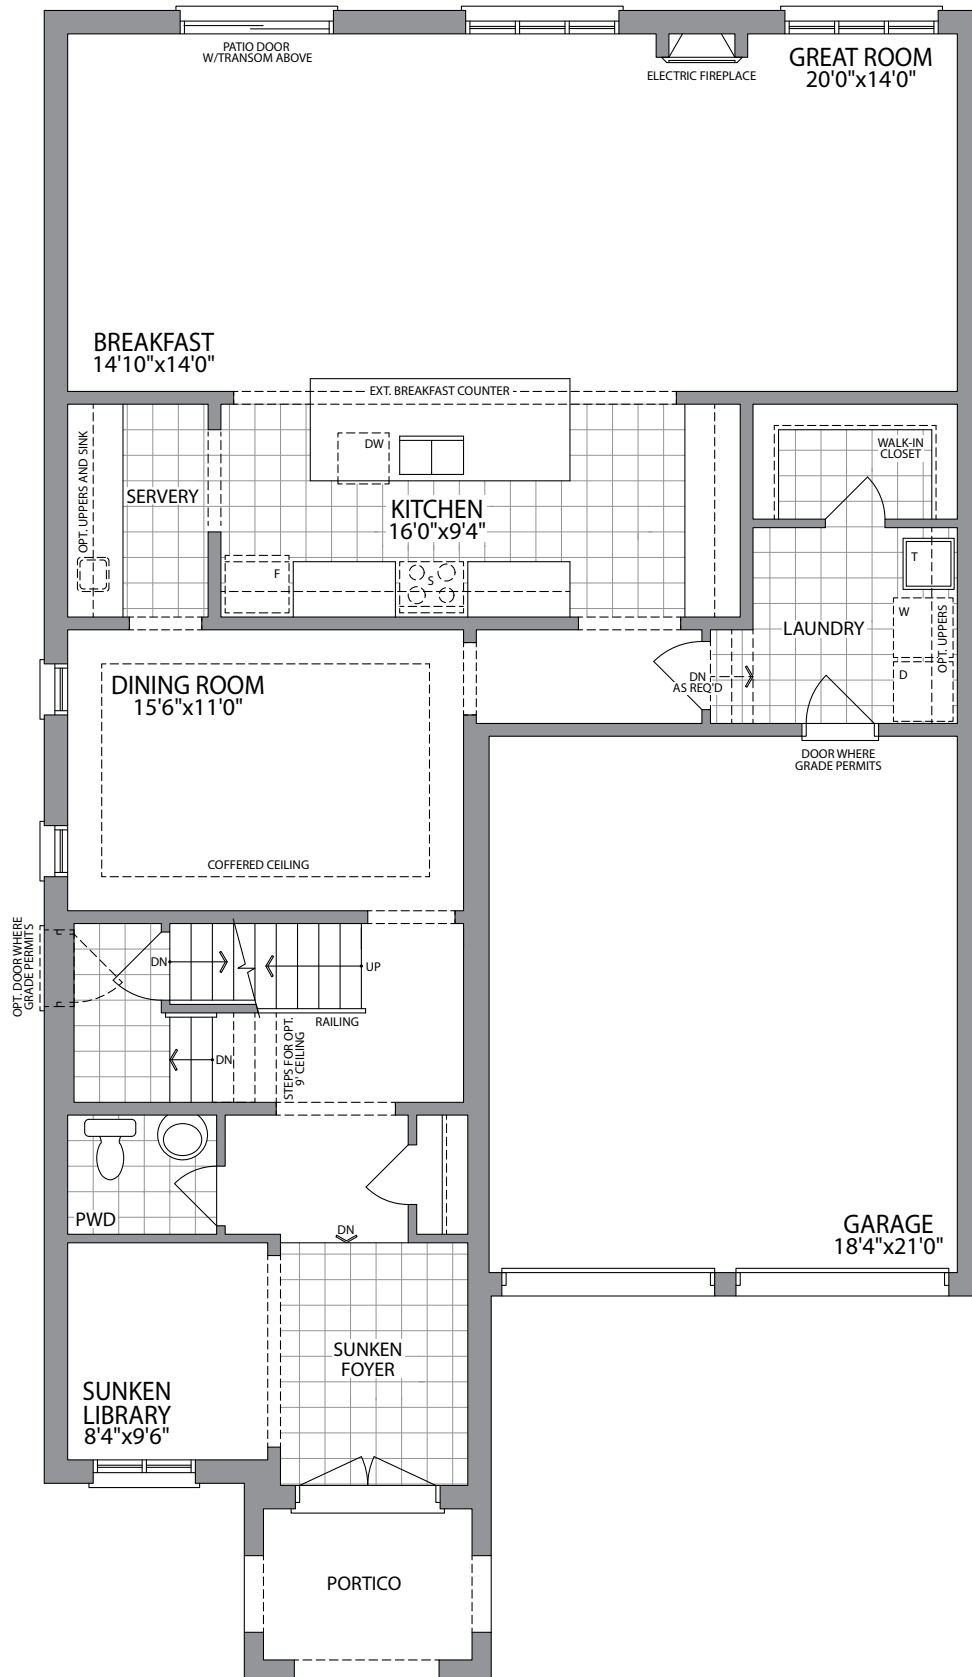 PATIO DOOR
W/TRANSOM ABOVE
ELECTRIC FIREPLACE
GREAT ROOM
20'0"x14'0"
BREAKFAST
14'10"x14'0"
EXT. BREAKFAST COUNTER
OPT. UPPERS AND SINK
SERVERY
DW
KITCHEN
16'0"x9'4"
F
S
WALK-IN
CLOSET
T
W
D
OPT. UPPERS
LAUNDRY
DN
AS REQ'D
DOOR WHERE
GRADE PERMITS
DINING ROOM
15'6"x11'0"
COFFERED CEILING
OPT. DOOR WHERE
GRADE PERMITS
DN
UP
RAILING
DN
STEPS FOR OPT.
9' CEILING
PWD
DN
GARAGE
18'4"x21'0"
SUNKEN
FOYER
SUNKEN
LIBRARY
8'4"x9'6"
PORTICO